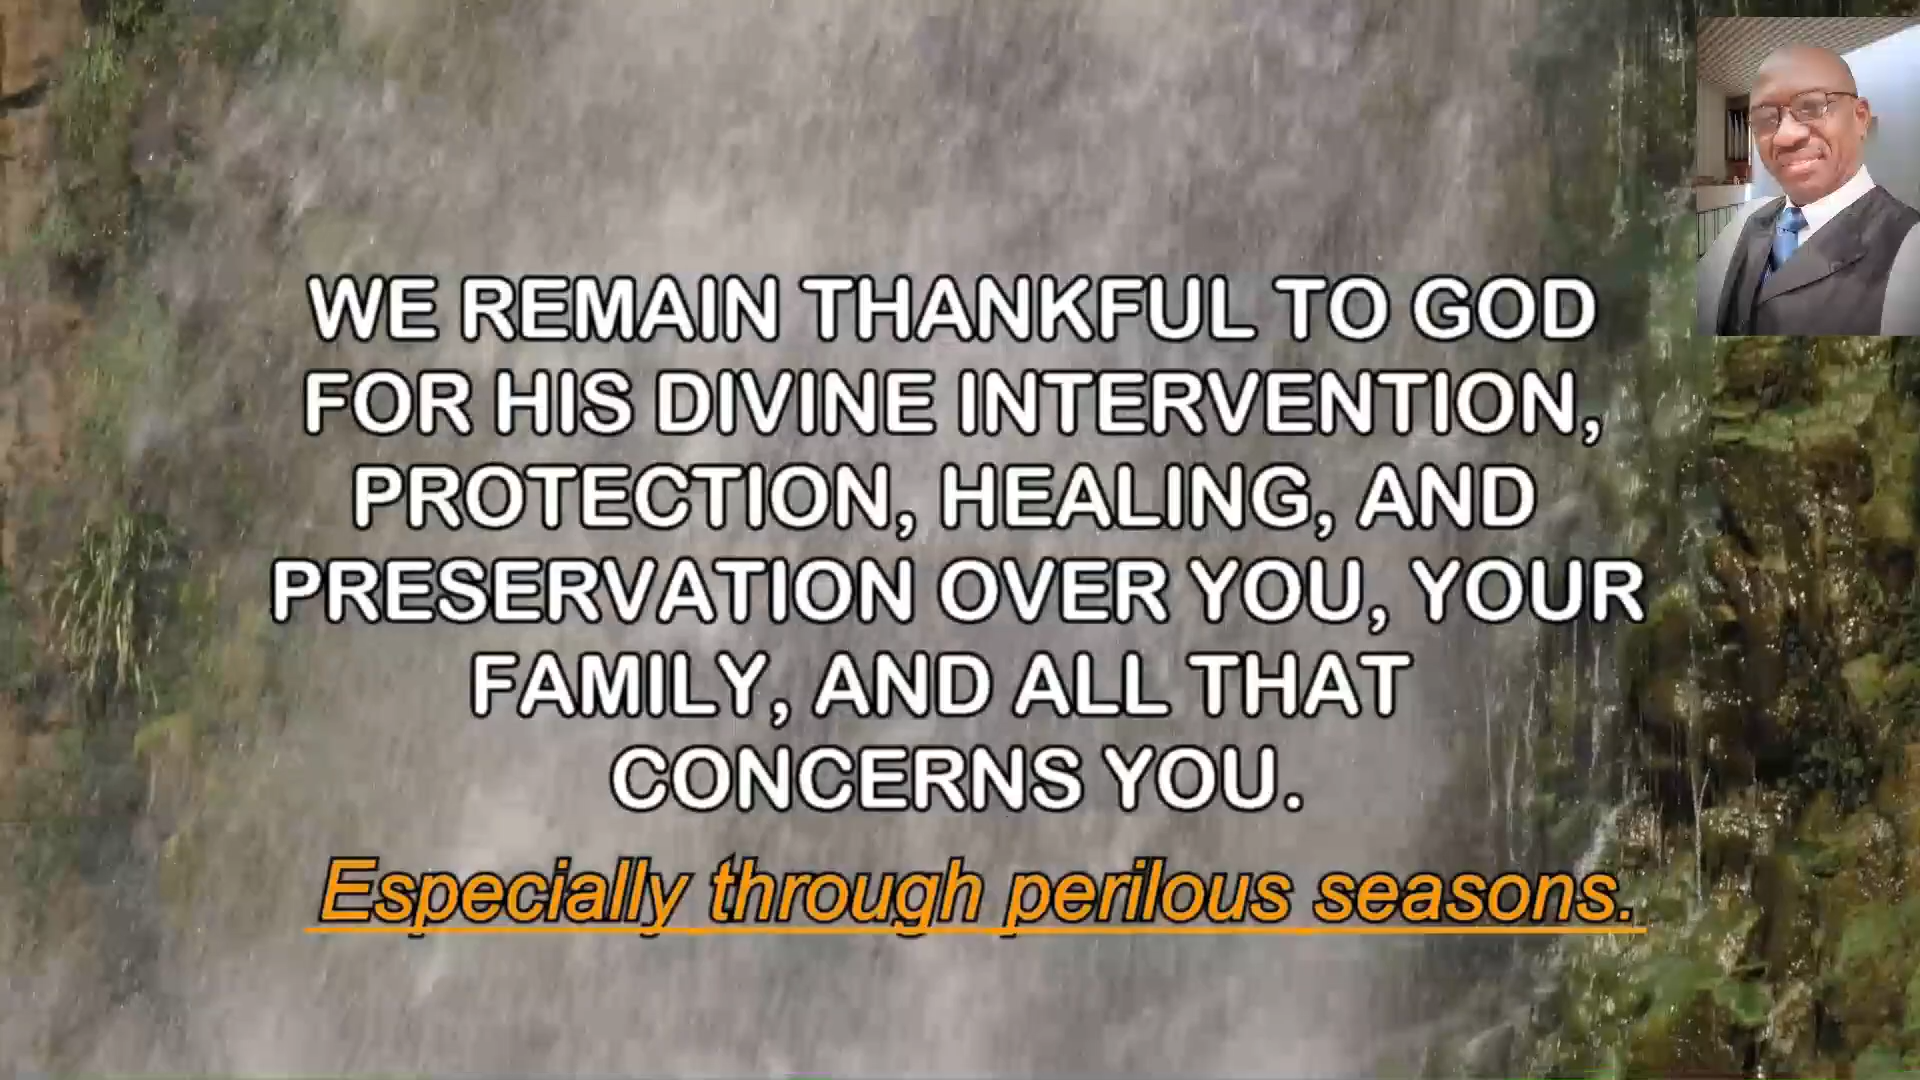 WE REMAIN THANKFUL TO GOD
FOR HIS DIVINE INTERVENTION,
PROTECTION, HEALING, AND
PRESERVATION OVER YOU, YOUR
FAMILY, AND ALL THAT
CONCERNS YOU.
Especially through perilous seasons.